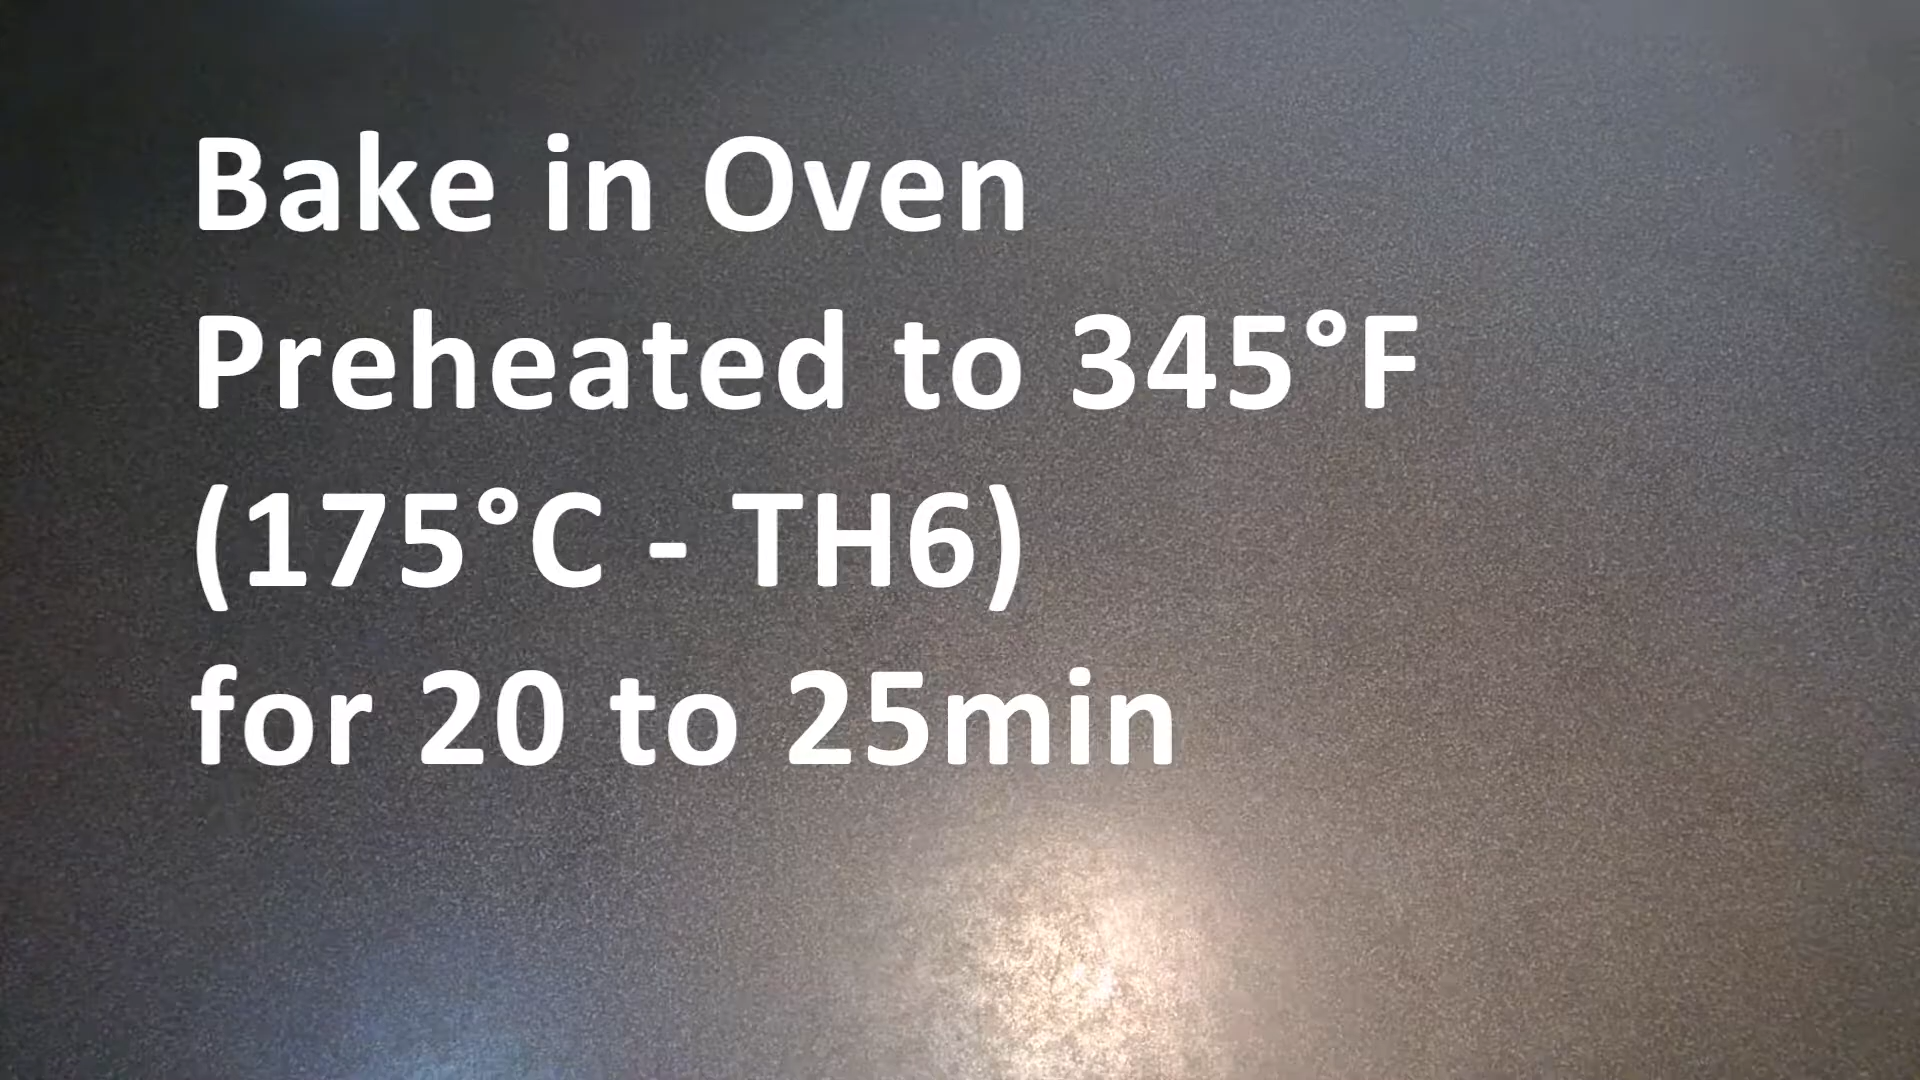 Bake in Oven
Preheated to 345°F
(175°C - TH6)
for 20 to 25min